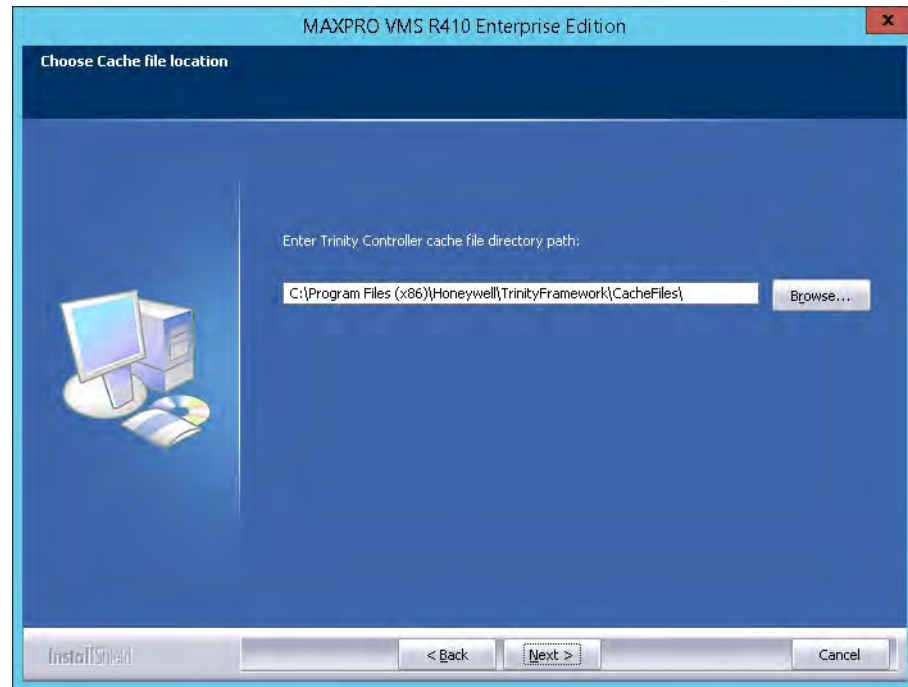 MAXPRO VMS R410 Enterprise Edition
x
Choose Cache file location
Enter Trinity Controller cache file directory path:
C:\Program Files (x86)\Honeywell\TrinityFramework\CacheFiles\
Browse...
InstallShield
< Back
Next >
Cancel